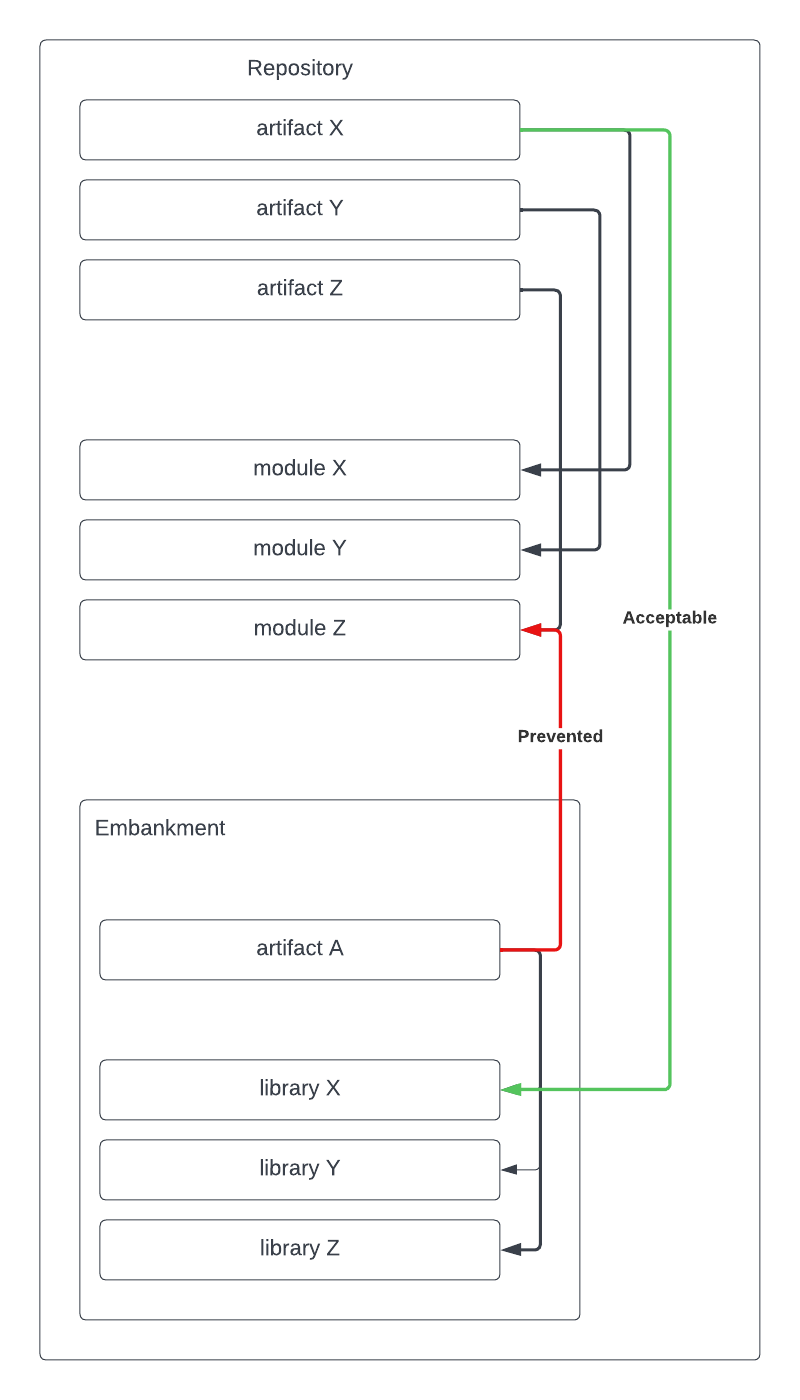 Repository
artifact X
artifact Y
artifact Z
module X
module Y
Acceptable
module Z
Prevented
Embankment
artifact A
library X
library Y
library Z